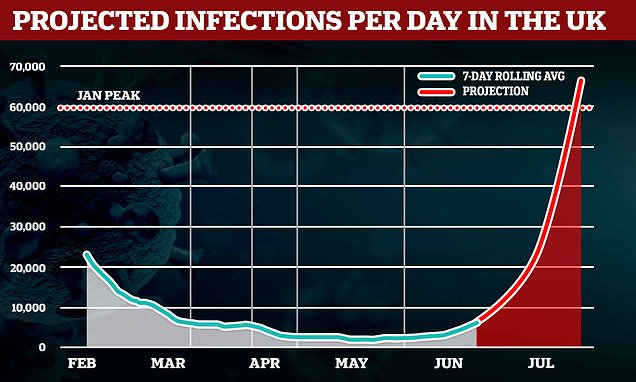 PROJECTED INFECTIONS PER DAY IN THE UK
70,000
7-DAY ROLLING AVG
PROJECTION
JAN PEAK
60,000
50,000
40,000
30,000
20,000
10,000
0
FEB MAR APR MAY JUN JUL